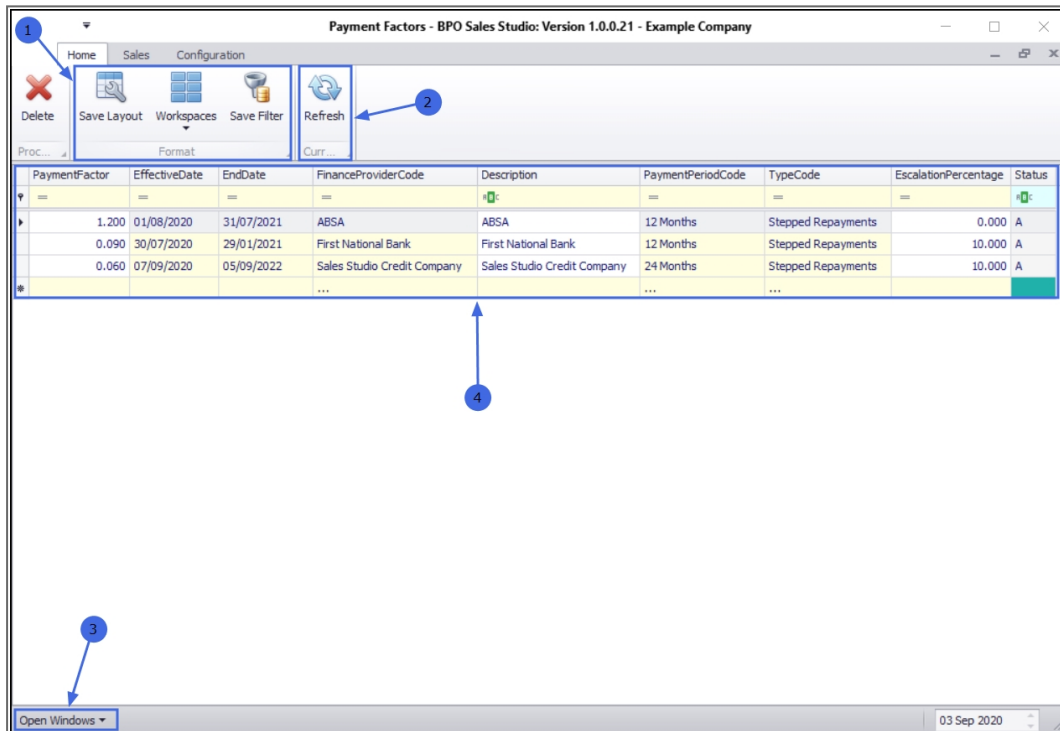 Payment Factors - BPO Sales Studio: Version 1.0.0.21 - Example Company
1
Home Sales Configuration
Delete Save Layout Workspaces Save Filter Refresh
2
Proc... Format Curr...
PaymentFactor EffectiveDate EndDate FinanceProviderCode Description PaymentPeriodCode TypeCode EscalationPercentage Status
= = = = ABC = = = ABC
1.200 01/08/2020 31/07/2021 ABSA ABSA 12 Months Stepped Repayments 0.000 A
0.090 30/07/2020 29/01/2021 First National Bank First National Bank 12 Months Stepped Repayments 10.000 A
0.060 07/09/2020 05/09/2022 Sales Studio Credit Company Sales Studio Credit Company 24 Months Stepped Repayments 10.000 A
... ... ...
4
3
Open Windows 03 Sep 2020